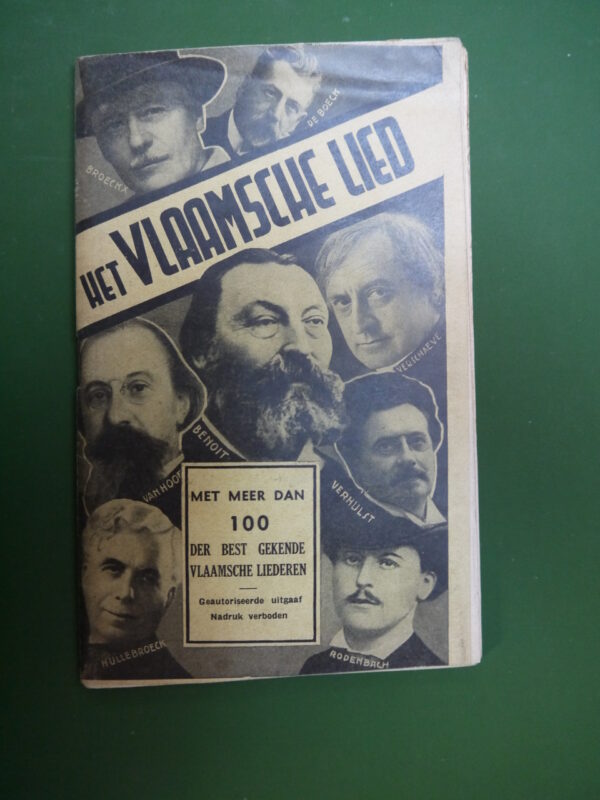 BROECKX
DE BOECK
HET VLAAMSCHE LIED
VERSCHAEVE
BENOIT
VAN HOOF
VERHULST
MET MEER DAN
100
DER BEST GEKENDE
VLAAMSCHE LIEDEREN
Geautoriseerde uitgaaf
Nadruk verboden
HULLEBROECK
RODENBACH